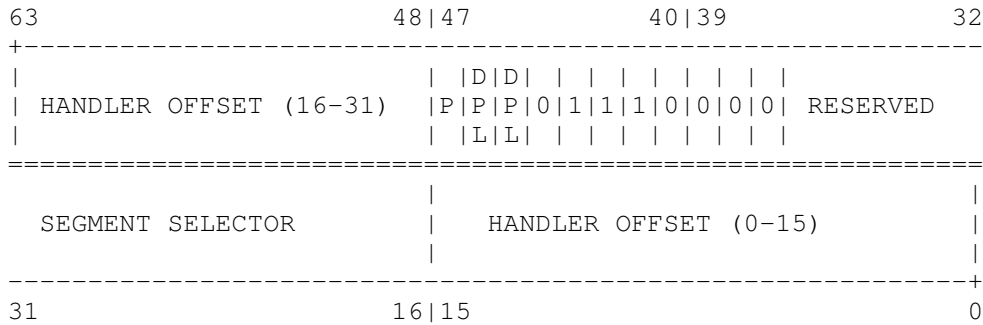 63                      48|47           40|39            32
+------------------------------------------------------------
|                         | |D|D| | | | | | | | |
| HANDLER OFFSET (16-31)  |P|P|P|0|1|1|1|0|0|0|0| RESERVED
|                         | |L|L| | | | | | | | |
=============================================================
                          |                                 |
  SEGMENT SELECTOR        |   HANDLER OFFSET (0-15)         |
                          |                                 |
------------------------------------------------------------+
31                      16|15                               0